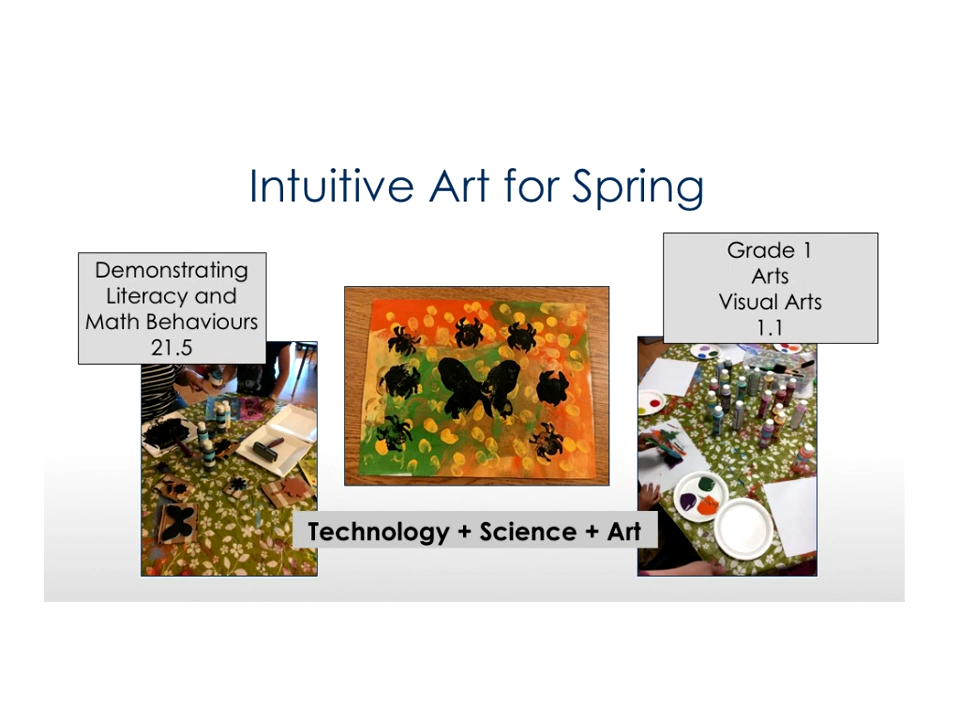 Intuitive Art for Spring
Demonstrating
Literacy and
Math Behaviours
21.5
Grade 1
Arts
Visual Arts
1.1
Technology + Science + Art